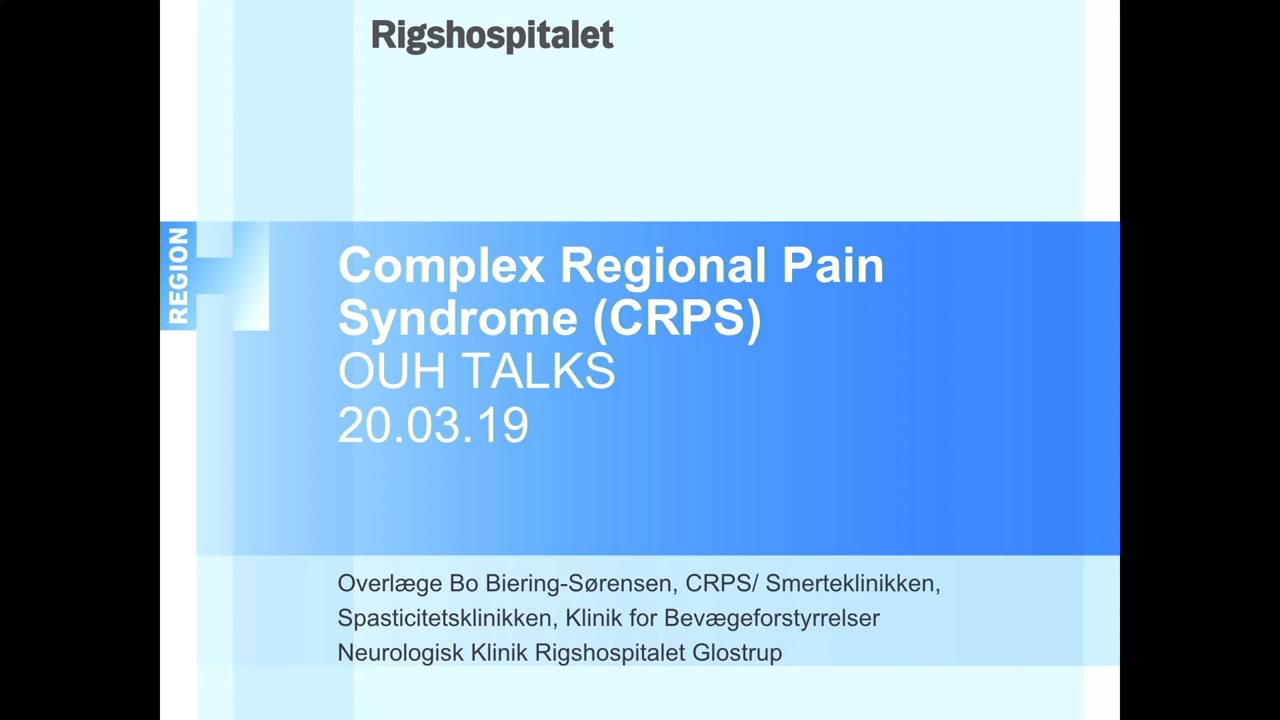 Rigshospitalet
REGION
Complex Regional Pain
Syndrome (CRPS)
OUH TALKS
20.03.19
Overlæge Bo Biering-Sørensen, CRPS/ Smerteklinikken,
Spasticitetsklinikken, Klinik for Bevægeforstyrrelser
Neurologisk Klinik Rigshospitalet Glostrup